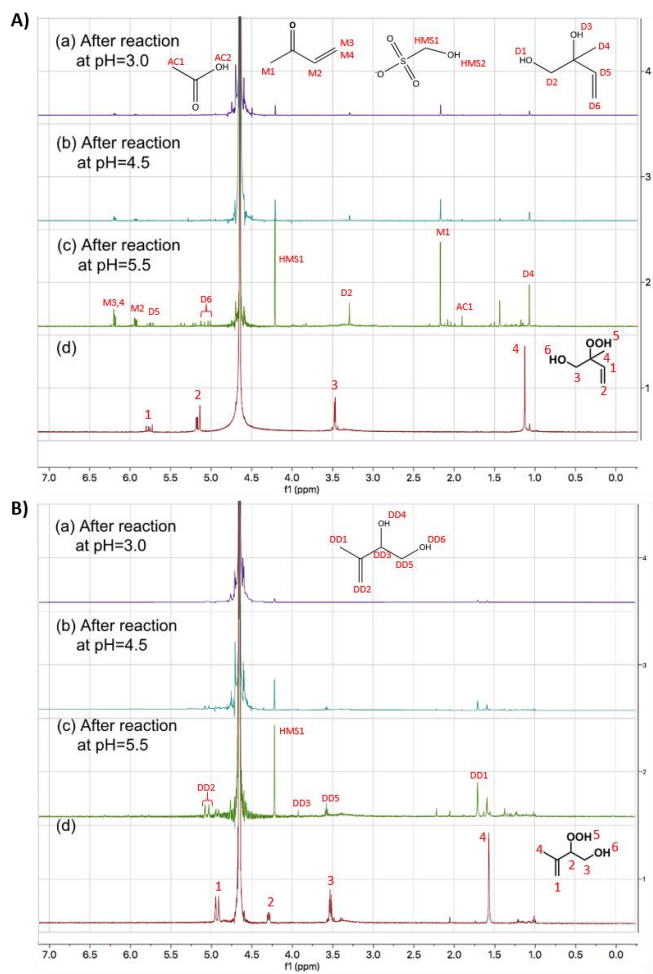 A)
(a) After reaction
at pH=3.0
AC1
AC2
OH
O
O
M1
M2
M3
M4
O
S
O
-O
HMS1
OH
HMS2
D3
OH
D1
HO
D2
D4
D5
D6
4
(b) After reaction
at pH=4.5
3
(c) After reaction
at pH=5.5
M3,4
M2
D5
D6
HMS1
D2
M1
AC1
D4
2
(d)
1
2
3
4
OOH
5
6
HO
4
3
1
2
1
7.0 6.5 6.0 5.5 5.0 4.5 4.0 3.5 3.0 2.5 2.0 1.5 1.0 0.5 0.0
f1 (ppm)
B)
(a) After reaction
at pH=3.0
DD4
OH
DD1
DD3
OH
DD6
DD5
DD2
4
(b) After reaction
at pH=4.5
3
(c) After reaction
at pH=5.5
DD2
HMS1
DD3
DD5
DD1
2
(d)
1
2
3
4
OOH
5
4
OH
6
2
3
1
1
7.0 6.5 6.0 5.5 5.0 4.5 4.0 3.5 3.0 2.5 2.0 1.5 1.0 0.5 0.0
f1 (ppm)